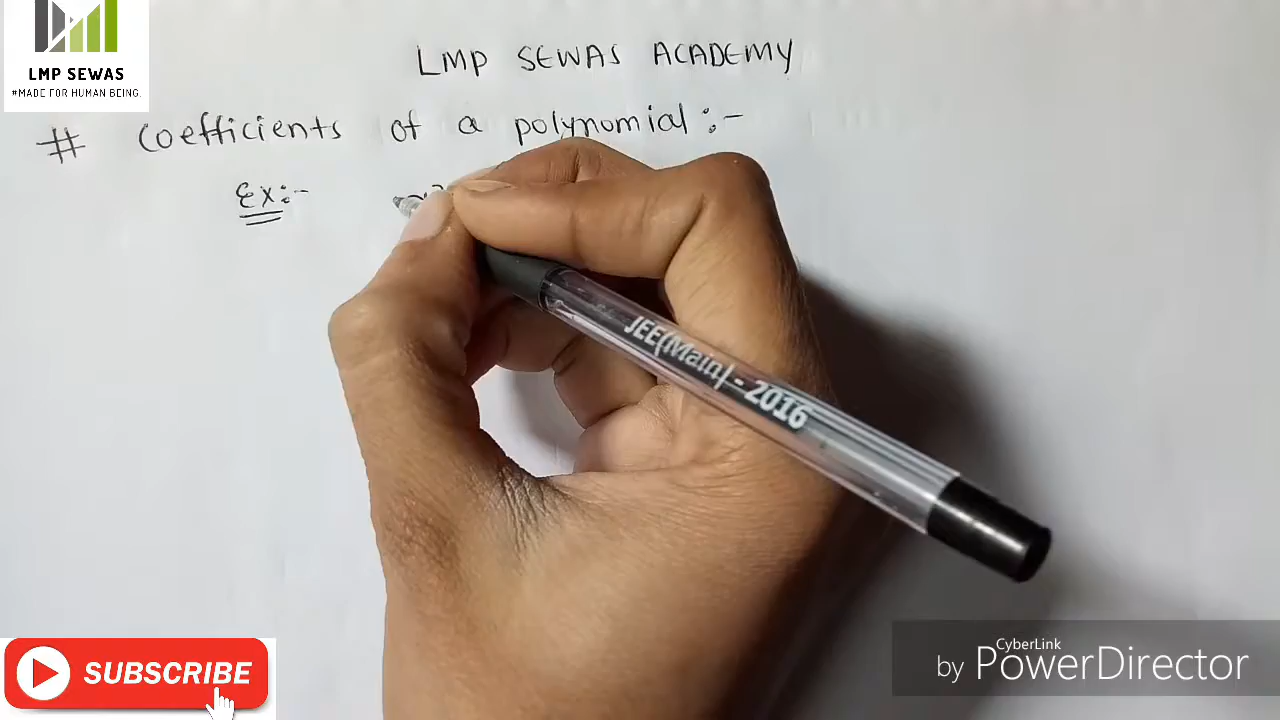 LMP SEWAS
#MADE FOR HUMAN BEING.
LMP SEWAS ACADEMY
# Coefficients of a polynomial :-
Ex:-
JEE(Main) - 2016
SUBSCRIBE
CyberLink
by PowerDirector